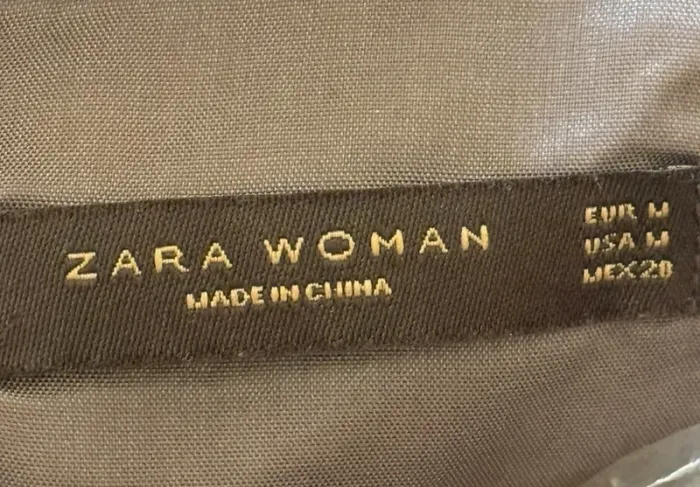 ZARA WOMAN
MADE IN CHINA
EUR M
USA M
MEX 28